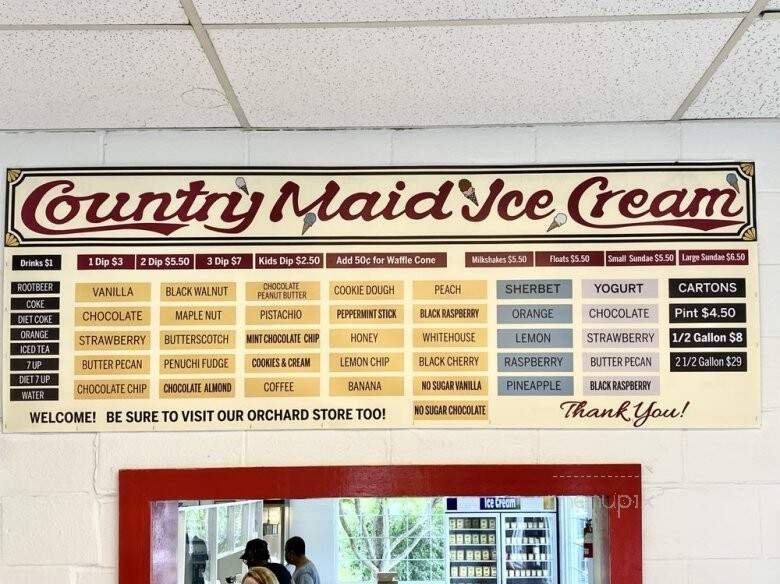 Country Maid Ice Cream
Drinks $1
1 Dip $3
2 Dip $5.50
3 Dip $7
Kids Dip $2.50
Add 50¢ for Waffle Cone
Milkshakes $5.50
Floats $5.50
Small Sundae $5.50
Large Sundae $6.50
ROOTBEER
COKE
DIET COKE
ORANGE
ICED TEA
7 UP
DIET 7 UP
WATER
VANILLA
CHOCOLATE
STRAWBERRY
BUTTER PECAN
CHOCOLATE CHIP
BLACK WALNUT
MAPLE NUT
BUTTERSCOTCH
PENUCHI FUDGE
CHOCOLATE ALMOND
CHOCOLATE
PEANUT BUTTER
PISTACHIO
MINT CHOCOLATE CHIP
COOKIES & CREAM
COFFEE
COOKIE DOUGH
PEPPERMINT STICK
HONEY
LEMON CHIP
BANANA
PEACH
BLACK RASPBERRY
WHITEHOUSE
BLACK CHERRY
NO SUGAR VANILLA
NO SUGAR CHOCOLATE
SHERBET
ORANGE
LEMON
RASPBERRY
PINEAPPLE
YOGURT
CHOCOLATE
STRAWBERRY
BUTTER PECAN
BLACK RASPBERRY
CARTONS
Pint $4.50
1/2 Gallon $8
2 1/2 Gallon $29
WELCOME! BE SURE TO VISIT OUR ORCHARD STORE TOO!
Thank You!
Ice Cream